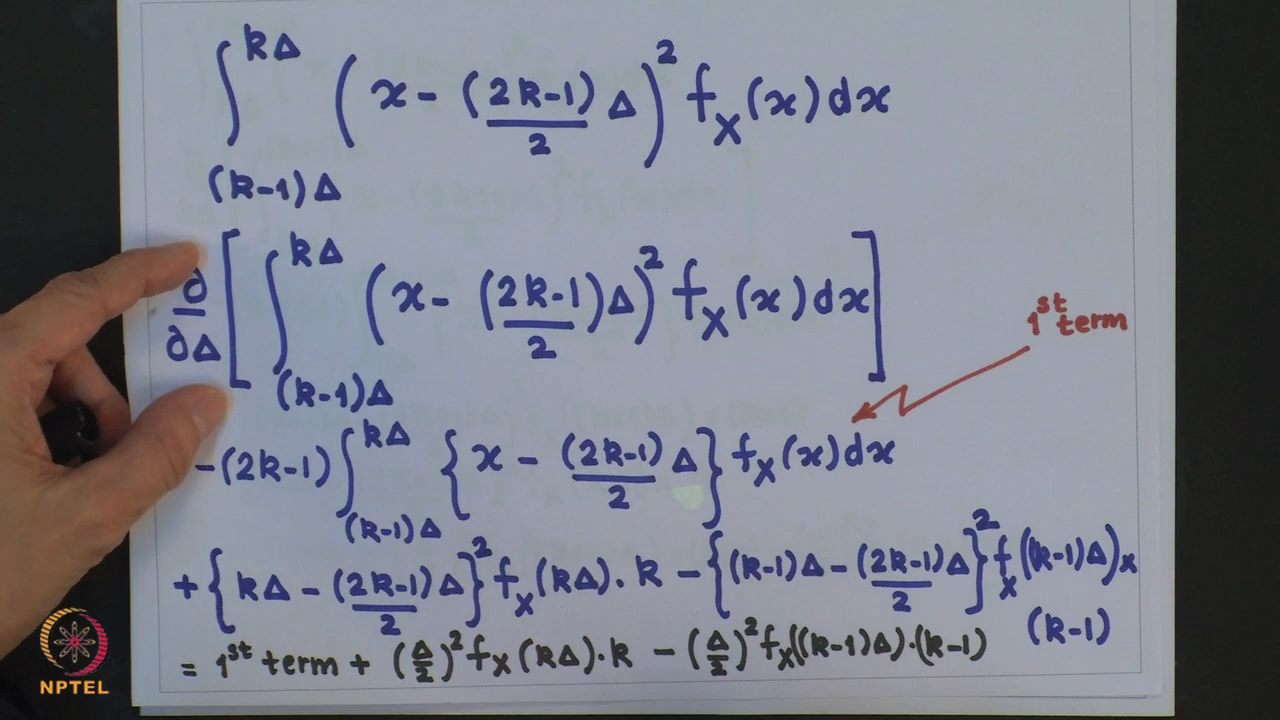 ∫_{(k-1)Δ}^{kΔ} (x - (2k-1)/2 Δ)² f_X(x) dx
∂/∂Δ [ ∫_{(k-1)Δ}^{kΔ} (x - (2k-1)/2 Δ)² f_X(x) dx ]
1st term
-(2k-1) ∫_{(k-1)Δ}^{kΔ} {x - (2k-1)/2 Δ} f_X(x) dx
+ {kΔ - (2k-1)/2 Δ}² f_X(kΔ). k - {(k-1)Δ - (2k-1)/2 Δ}² f_X((k-1)Δ) x
(k-1)
= 1st term + (Δ/2)² f_X(kΔ). k - (Δ/2)² f_X((k-1)Δ).(k-1)
NPTEL